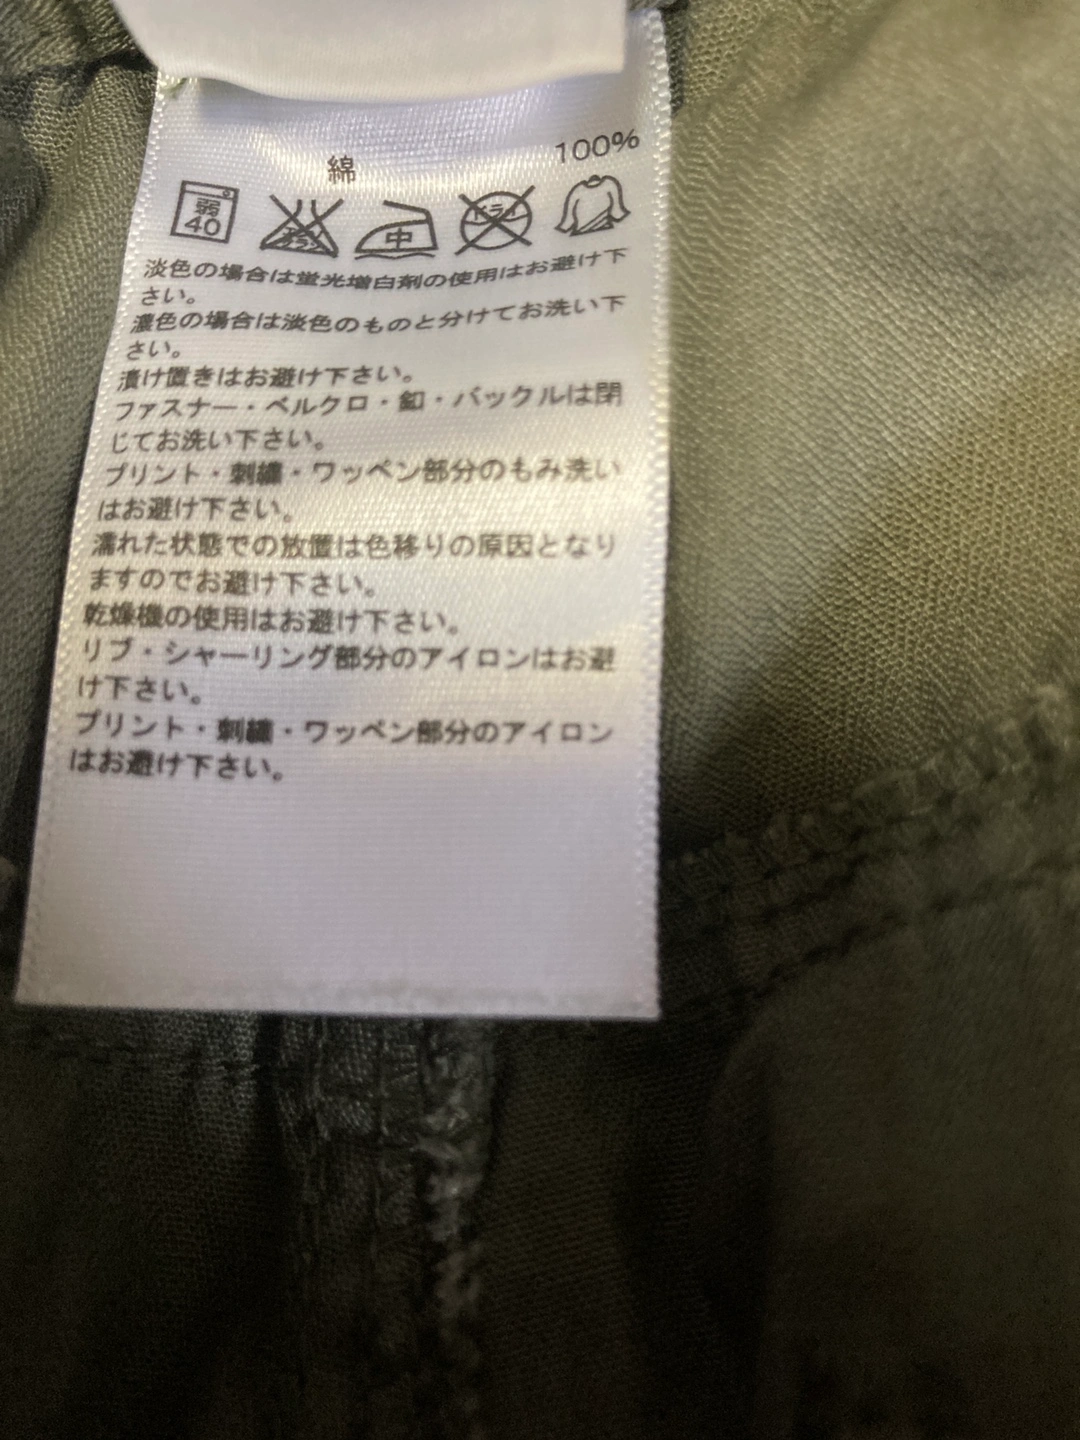 綿 100%
弱 40 エンソ サラシ 中 ドライ
淡色の場合は蛍光増白剤の使用はお避け下
さい。
濃色の場合は淡色のものと分けてお洗い下
さい。
漬け置きはお避け下さい。
ファスナー・ベルクロ・釦・バックルは閉
じてお洗い下さい。
プリント・刺繍・ワッペン部分のもみ洗い
はお避け下さい。
濡れた状態での放置は色移りの原因となり
ますのでお避け下さい。
乾燥機の使用はお避け下さい。
リブ・シャーリング部分のアイロンはお避
け下さい。
プリント・刺繍・ワッペン部分のアイロン
はお避け下さい。